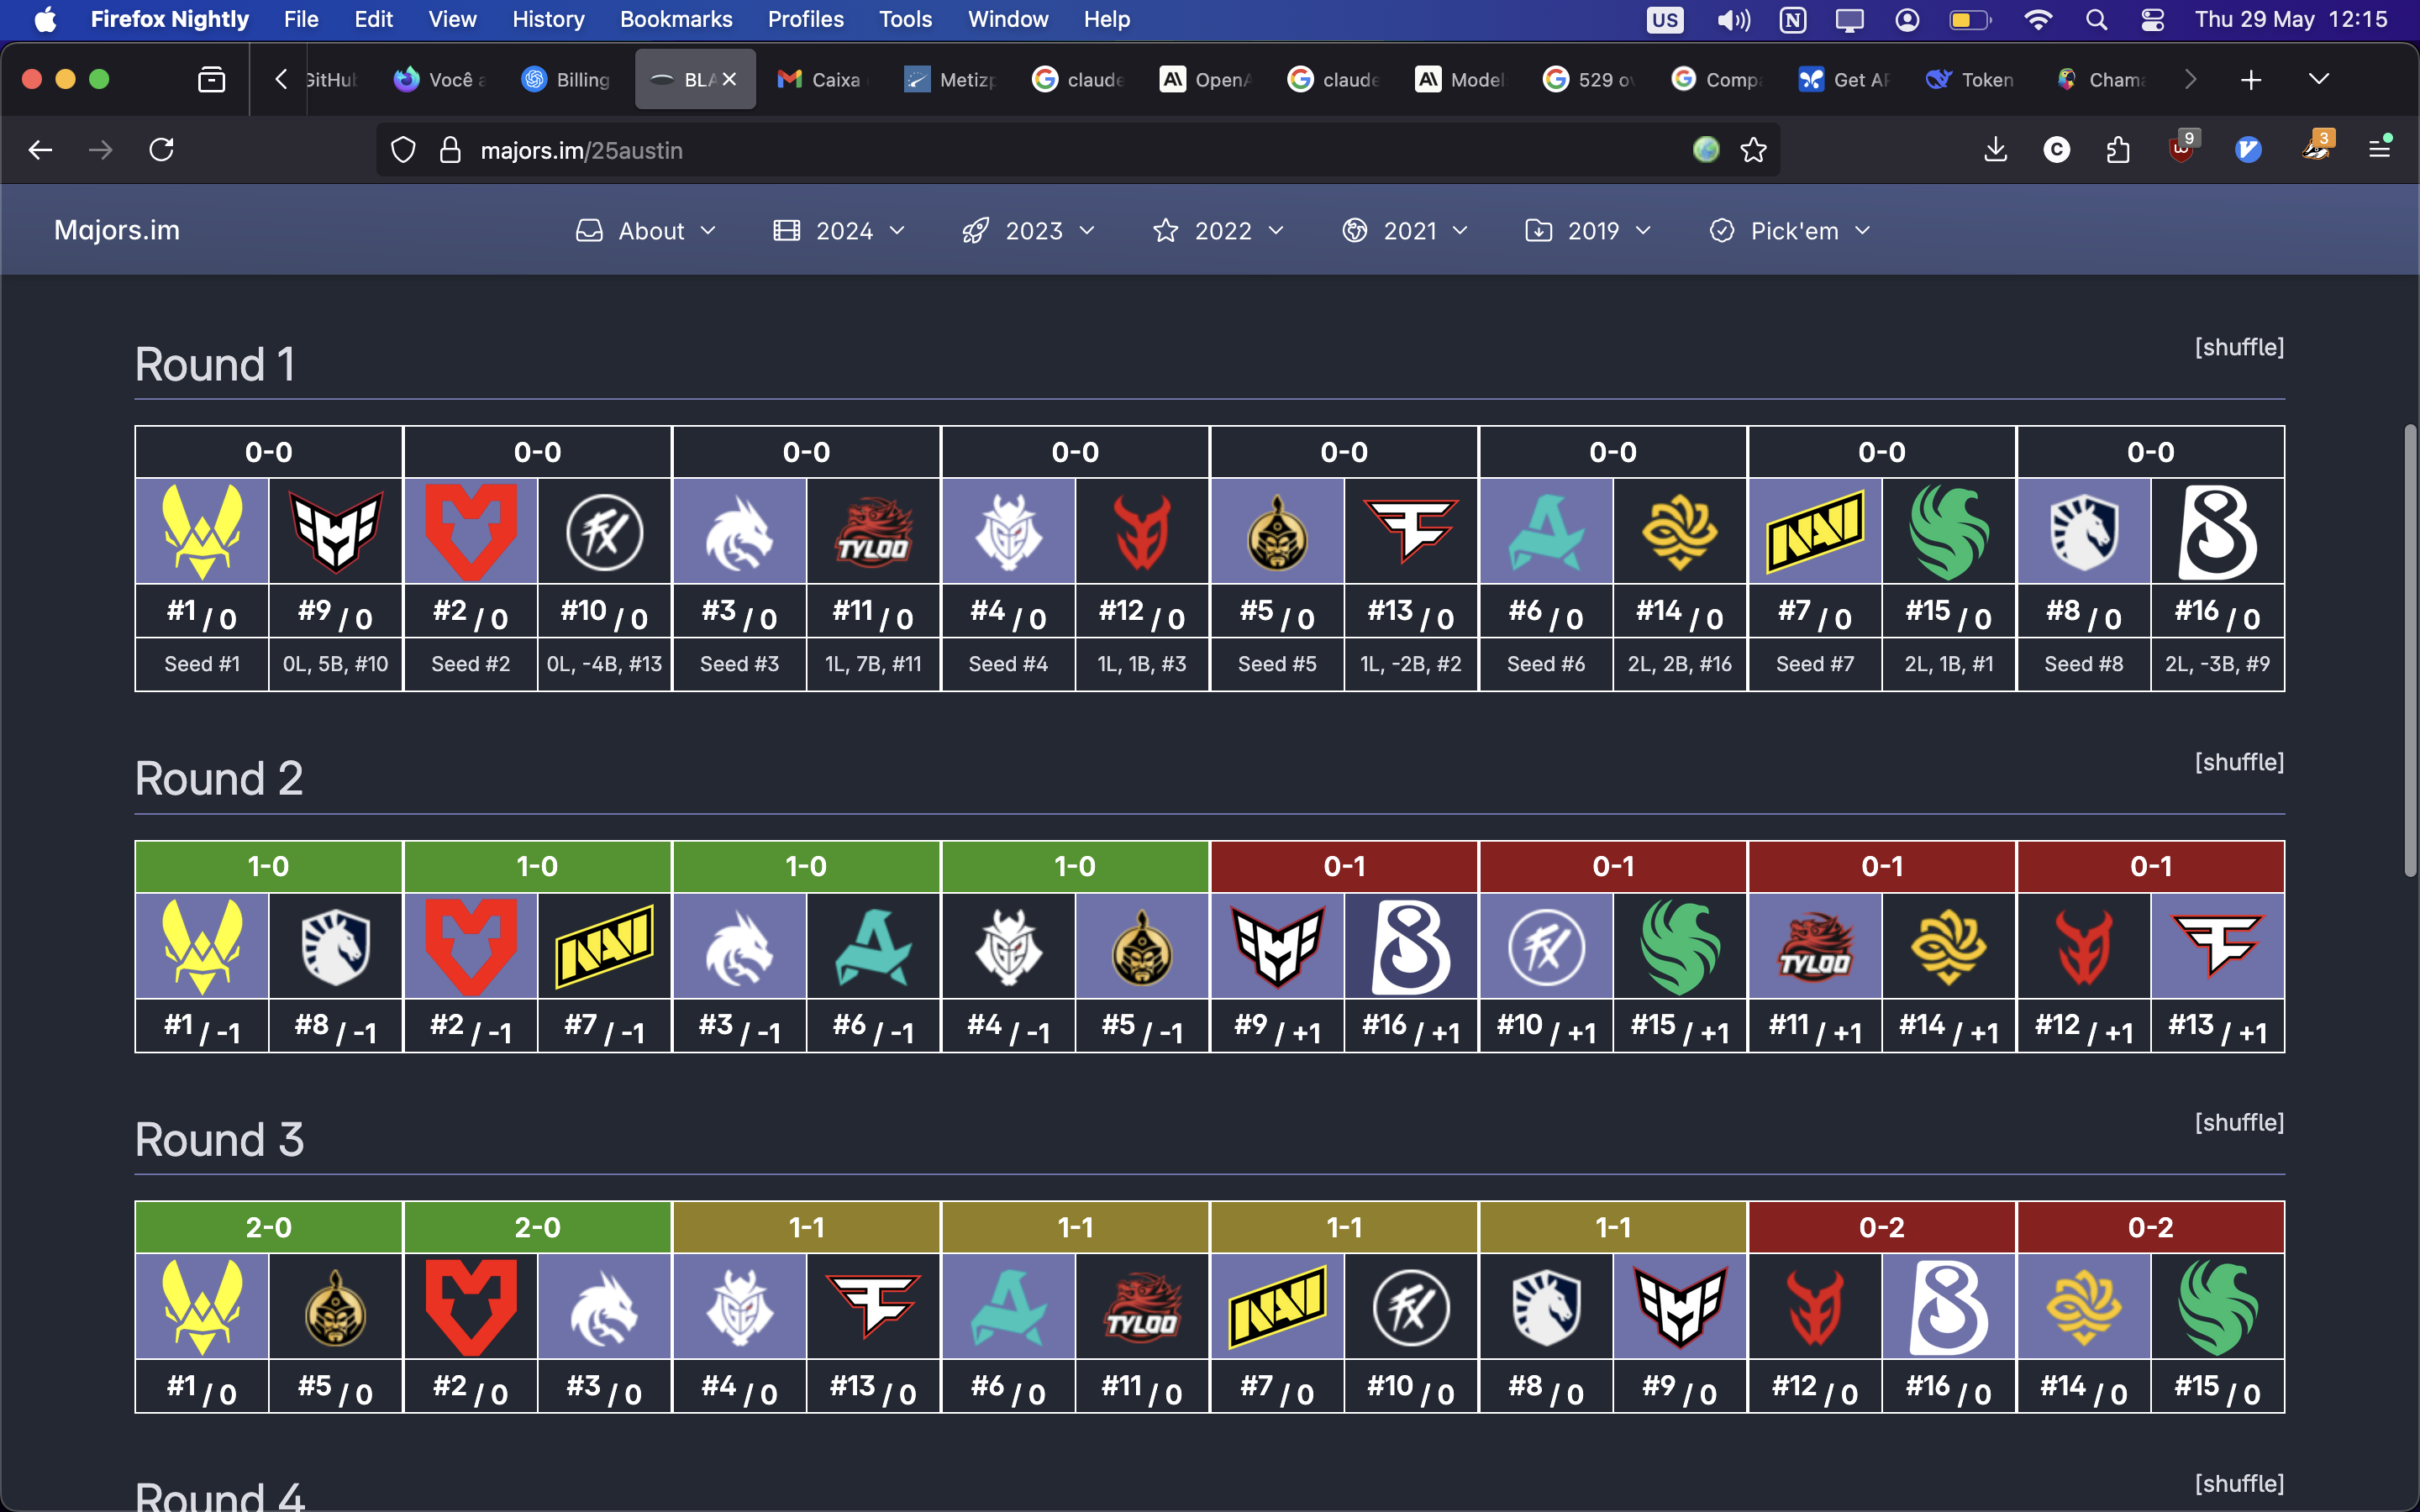 Firefox Nightly File Edit View History Bookmarks Profiles Tools Window Help US Thu 29 May 12:15
GitHub Você a Billing BLA Caixa Metizp claude OpenA claude Model 529 ov Comp Get AP Token Chama
majors.im/25austin 9 3
Majors.im About 2024 2023 2022 2021 2019 Pick'em
Round 1 [shuffle]
0-0 0-0 0-0 0-0 0-0 0-0 0-0 0-0
TYLOO NAVI
#1 / 0 #9 / 0 #2 / 0 #10 / 0 #3 / 0 #11 / 0 #4 / 0 #12 / 0 #5 / 0 #13 / 0 #6 / 0 #14 / 0 #7 / 0 #15 / 0 #8 / 0 #16 / 0
Seed #1 0L, 5B, #10 Seed #2 0L, -4B, #13 Seed #3 1L, 7B, #11 Seed #4 1L, 1B, #3 Seed #5 1L, -2B, #2 Seed #6 2L, 2B, #16 Seed #7 2L, 1B, #1 Seed #8 2L, -3B, #9
Round 2 [shuffle]
1-0 1-0 1-0 1-0 0-1 0-1 0-1 0-1
NAVI TYLOO
#1 / -1 #8 / -1 #2 / -1 #7 / -1 #3 / -1 #6 / -1 #4 / -1 #5 / -1 #9 / +1 #16 / +1 #10 / +1 #15 / +1 #11 / +1 #14 / +1 #12 / +1 #13 / +1
Round 3 [shuffle]
2-0 2-0 1-1 1-1 1-1 1-1 0-2 0-2
TYLOO NAVI
#1 / 0 #5 / 0 #2 / 0 #3 / 0 #4 / 0 #13 / 0 #6 / 0 #11 / 0 #7 / 0 #10 / 0 #8 / 0 #9 / 0 #12 / 0 #16 / 0 #14 / 0 #15 / 0
Round 4 [shuffle]